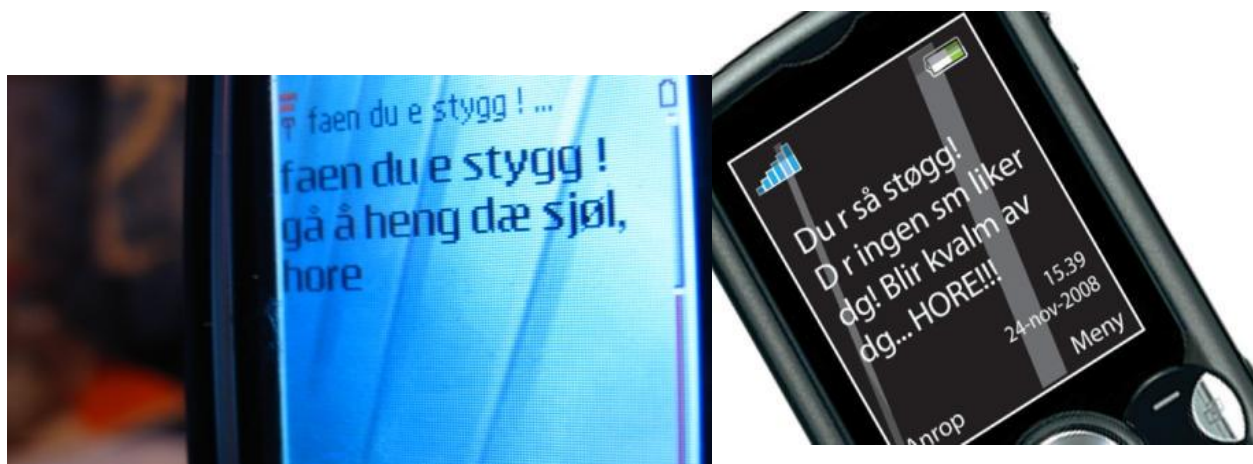 faen du e stygg ! ...
faen du e stygg !
gå å heng dæ sjøl,
hore
Du r så støgg!
D r ingen sm liker
dg! Blir kvalm av
dg...HORE!!!
15.39
24-nov-2008
Meny
Anrop